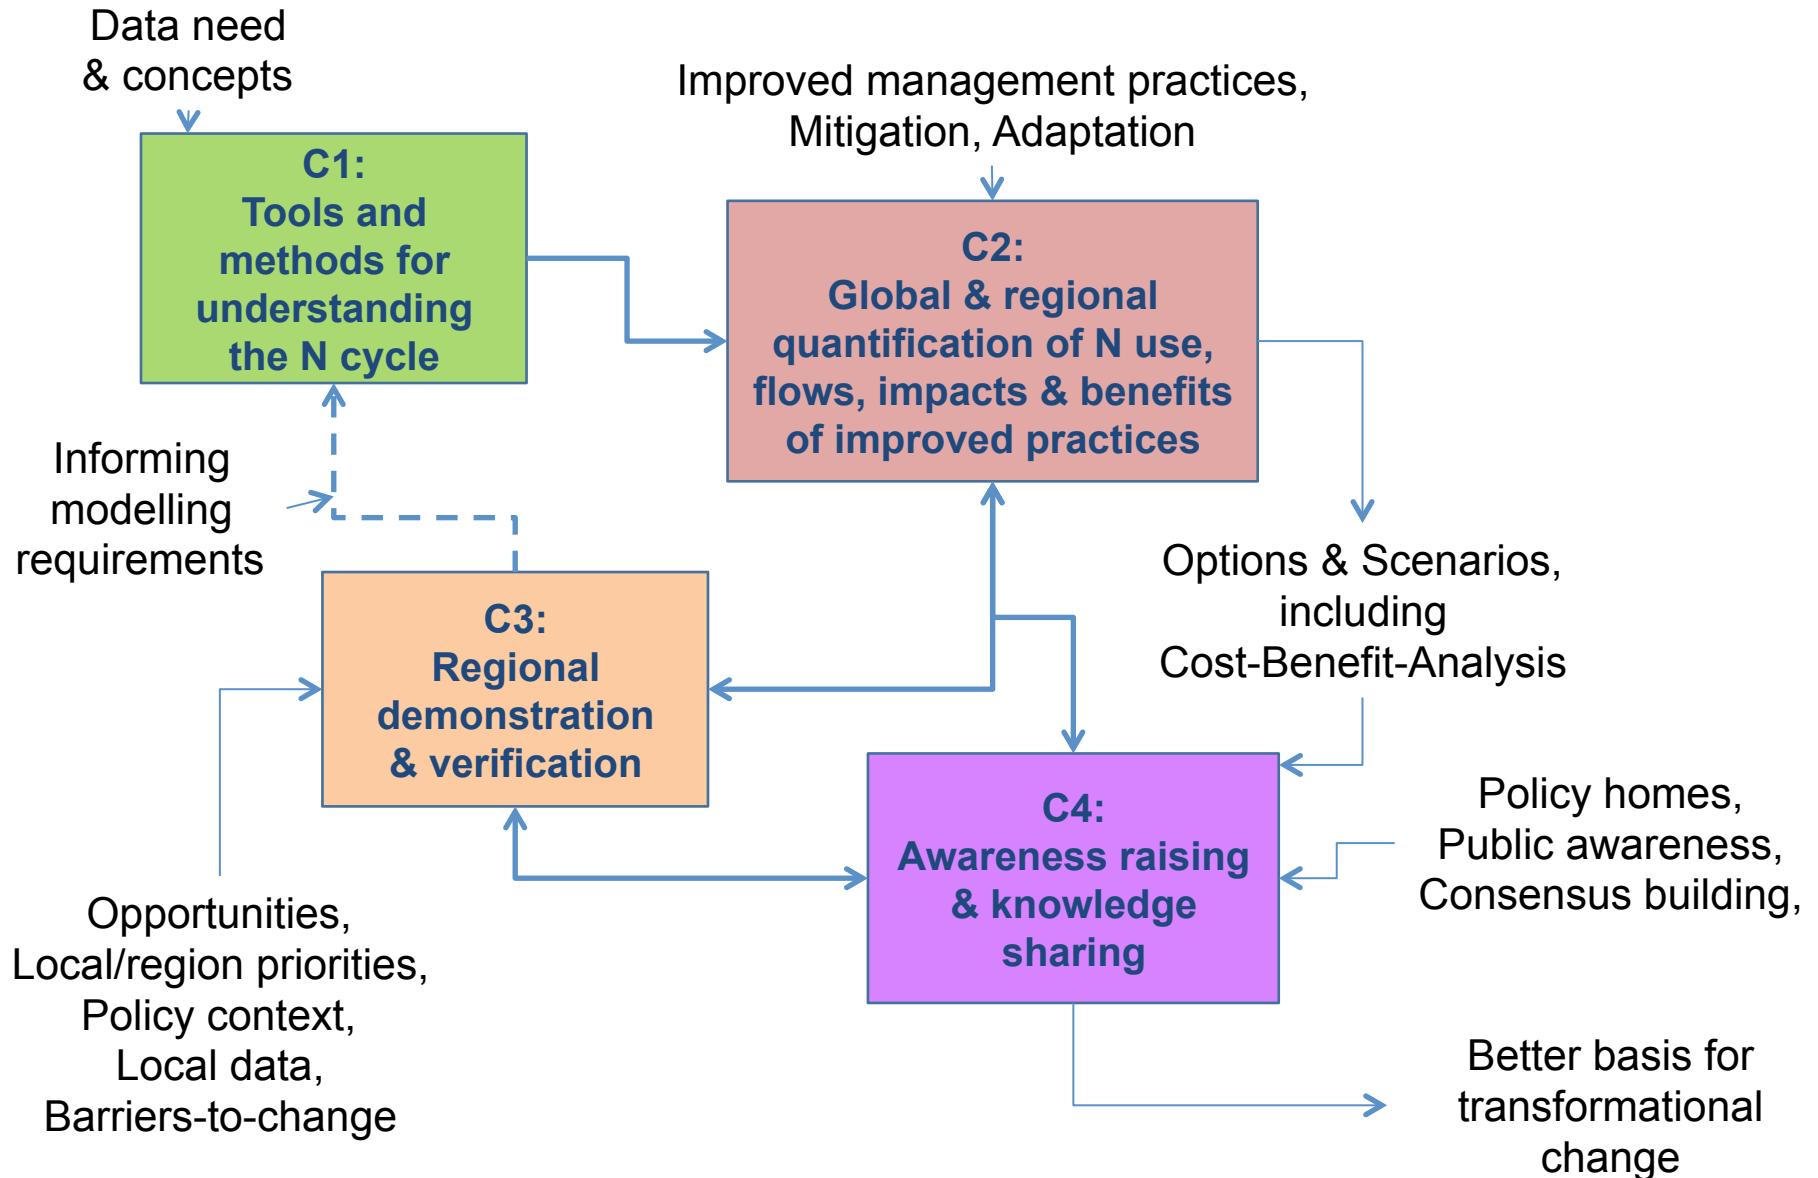 Data need
& concepts
Improved management practices,
Mitigation, Adaptation
C1:
Tools and
methods for
understanding
the N cycle
C2:
Global & regional
quantification of N use,
flows, impacts & benefits
of improved practices
Informing
modelling
requirements
Options & Scenarios,
including
Cost-Benefit-Analysis
C3:
Regional
demonstration
& verification
C4:
Awareness raising
& knowledge
sharing
Policy homes,
Public awareness,
Consensus building,
Opportunities,
Local/region priorities,
Policy context,
Local data,
Barriers-to-change
Better basis for
transformational
change